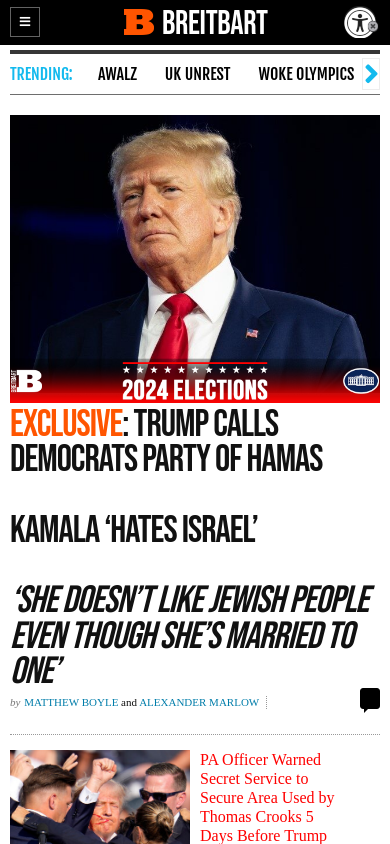 BREITBART
TRENDING: AWALZ UK UNREST WOKE OLYMPICS
BREITBART
2024 ELECTIONS
EXCLUSIVE: TRUMP CALLS
DEMOCRATS PARTY OF HAMAS
KAMALA ‘HATES ISRAEL’
‘SHE DOESN’T LIKE JEWISH PEOPLE
EVEN THOUGH SHE’S MARRIED TO
ONE’
by MATTHEW BOYLE and ALEXANDER MARLOW
PA Officer Warned
Secret Service to
Secure Area Used by
Thomas Crooks 5
Days Before Trump